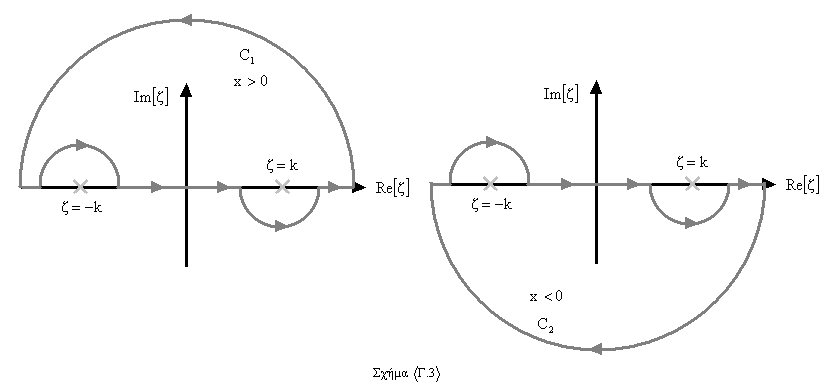 C₁
x > 0
Im[ζ]
ζ = k
Re[ζ]
ζ = −k
Im[ζ]
ζ = k
Re[ζ]
ζ = −k
x < 0
C₂
Σχήμα ⟨Γ.3⟩